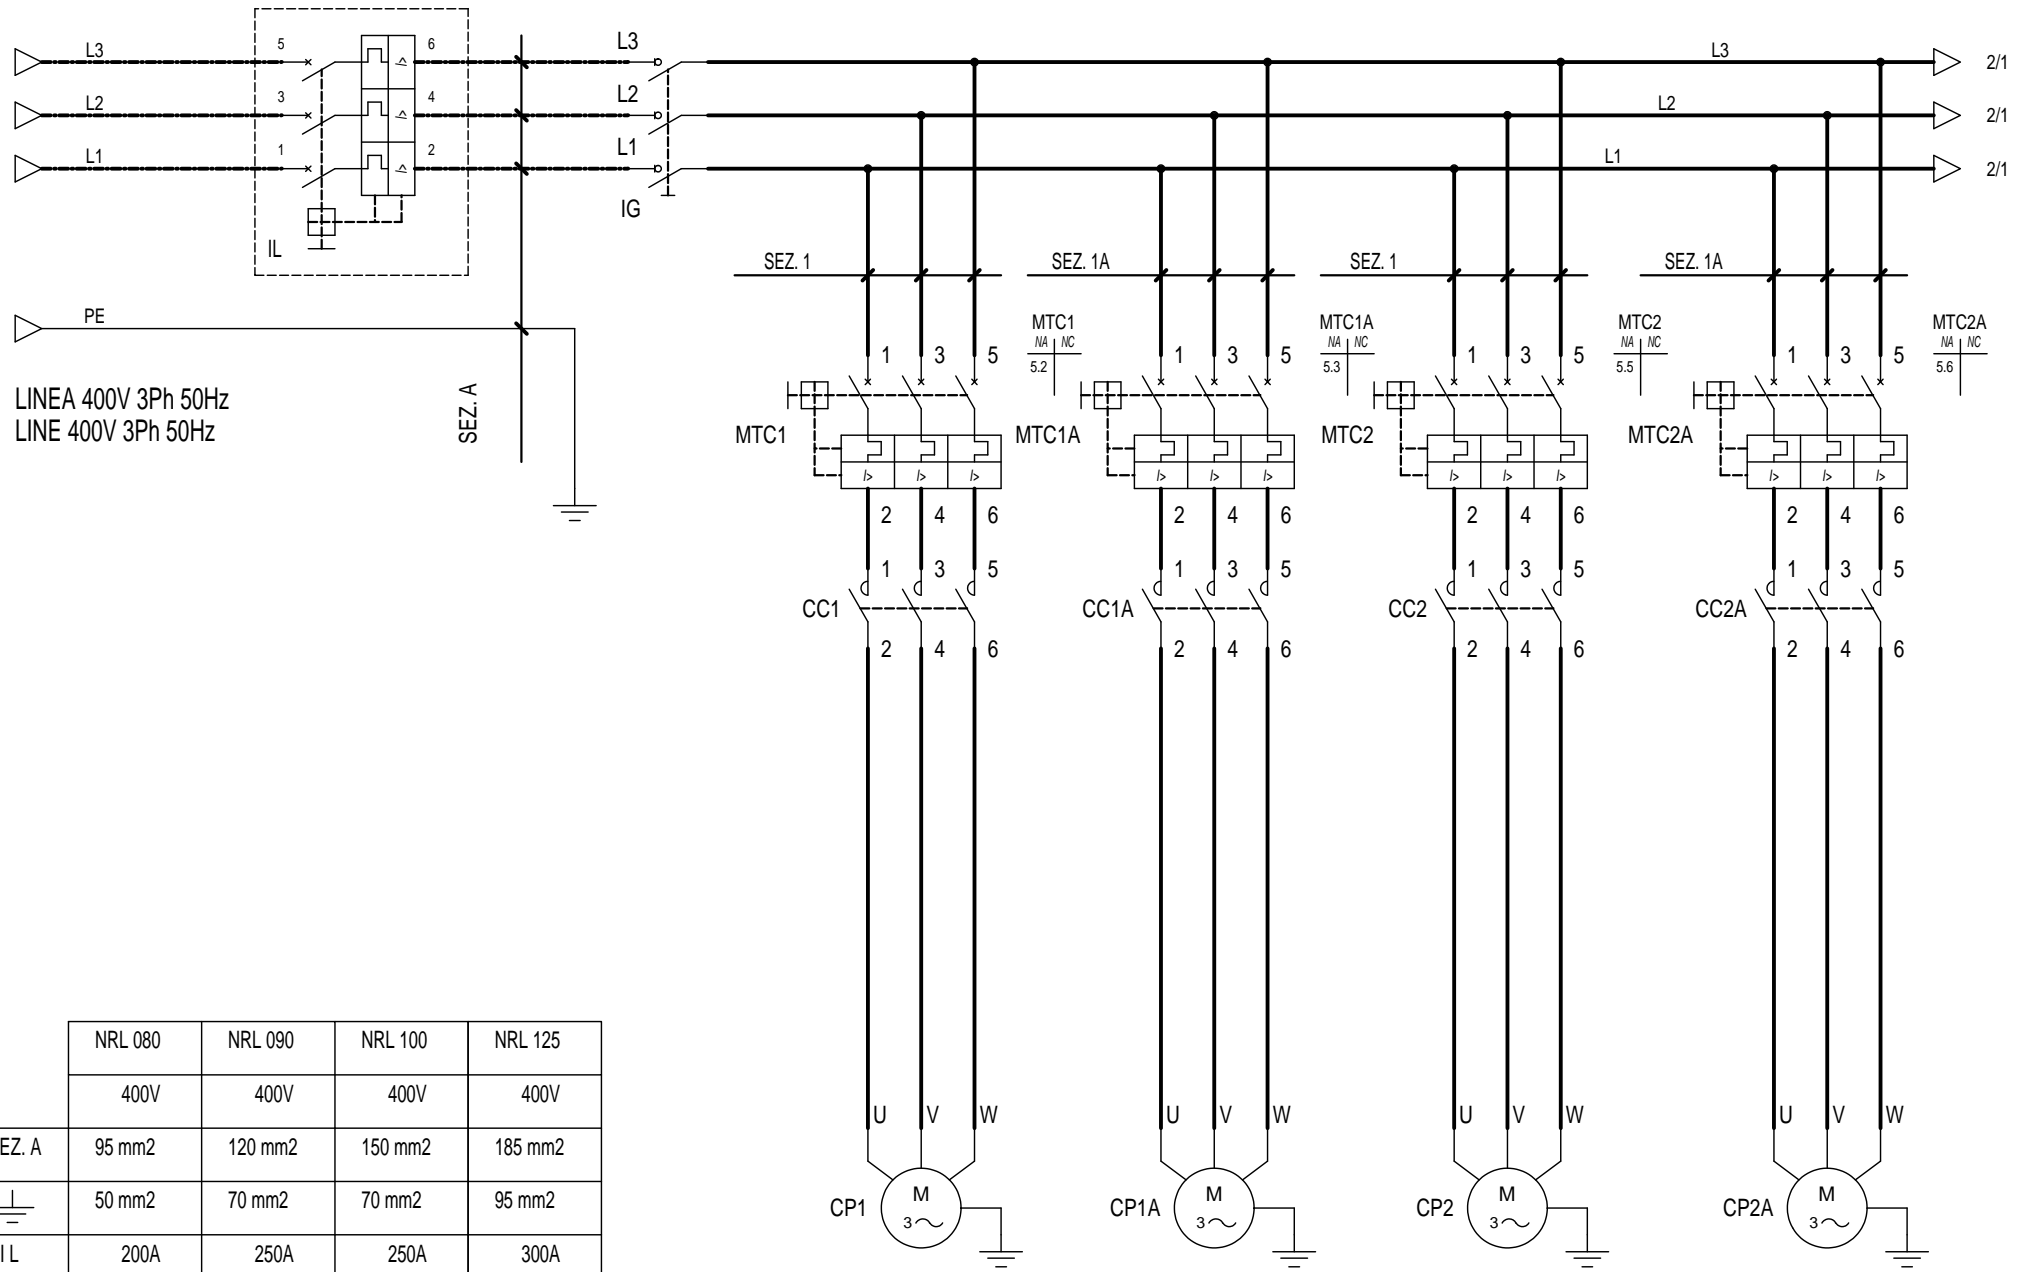 L3 5 6 L3 L3 2/1
L2 3 4 L2 L2 2/1
L1 1 2 L1 L1 2/1
IL IG
SEZ. 1 SEZ. 1A SEZ. 1 SEZ. 1A
PE
MTC1 MTC1A MTC2 MTC2A
NA NC NA NC NA NC NA NC
5.2 5.3 5.5 5.6
1 3 5 1 3 5 1 3 5 1 3 5
LINEA 400V 3Ph 50Hz
LINE 400V 3Ph 50Hz
SEZ. A
MTC1 MTC1A MTC2 MTC2A
I> I> I> I> I> I> I> I> I> I> I> I>
2 4 6 2 4 6 2 4 6 2 4 6
1 3 5 1 3 5 1 3 5 1 3 5
CC1 CC1A CC2 CC2A
2 4 6 2 4 6 2 4 6 2 4 6
U V W U V W U V W U V W
CP1 M 3 CP1A M 3 CP2 M 3 CP2A M 3
NRL 080 NRL 090 NRL 100 NRL 125
400V 400V 400V 400V
EZ. A 95 mm2 120 mm2 150 mm2 185 mm2
50 mm2 70 mm2 70 mm2 95 mm2
I L 200A 250A 250A 300A